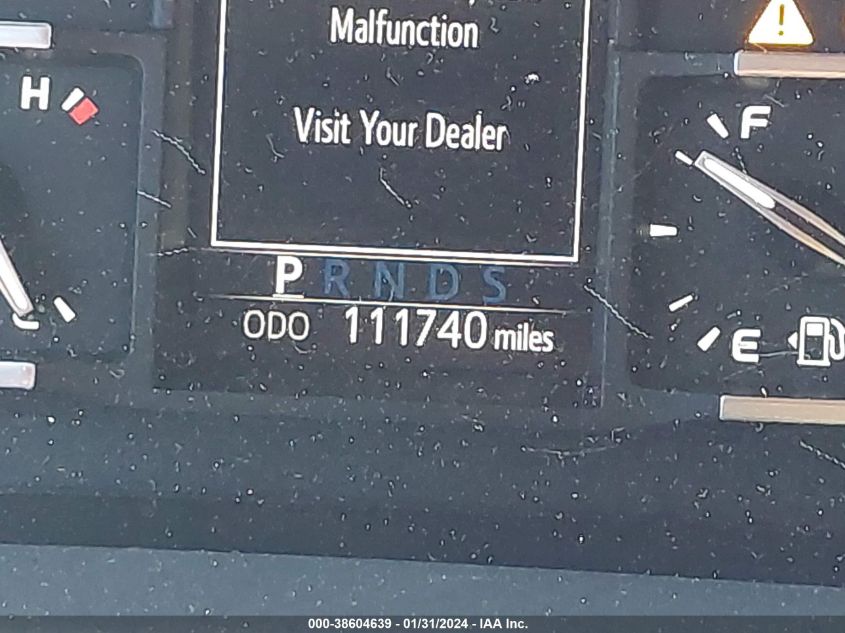 Malfunction
H
F
Visit Your Dealer
P R N D S
ODO 111740 miles
E
000-38604639 - 01/31/2024 - IAA Inc.